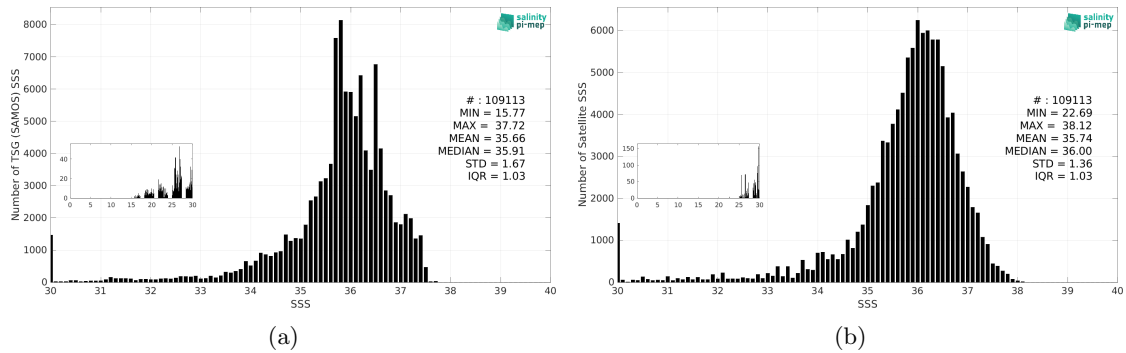 salinity
pi-mep
Number of TSG (SAMOS) SSS
8000
7000
6000
5000
4000
3000
2000
1000
0
# : 109113
MIN = 15.77
MAX = 37.72
MEAN = 35.66
MEDIAN = 35.91
STD = 1.67
IQR = 1.03
40
20
0
0 5 10 15 20 25 30
30 31 32 33 34 35 36 37 38 39 40
SSS
(a)
salinity
pi-mep
Number of Satellite SSS
6000
5000
4000
3000
2000
1000
0
# : 109113
MIN = 22.69
MAX = 38.12
MEAN = 35.74
MEDIAN = 36.00
STD = 1.36
IQR = 1.03
150
100
50
0
0 5 10 15 20 25 30
30 31 32 33 34 35 36 37 38 39 40
SSS
(b)